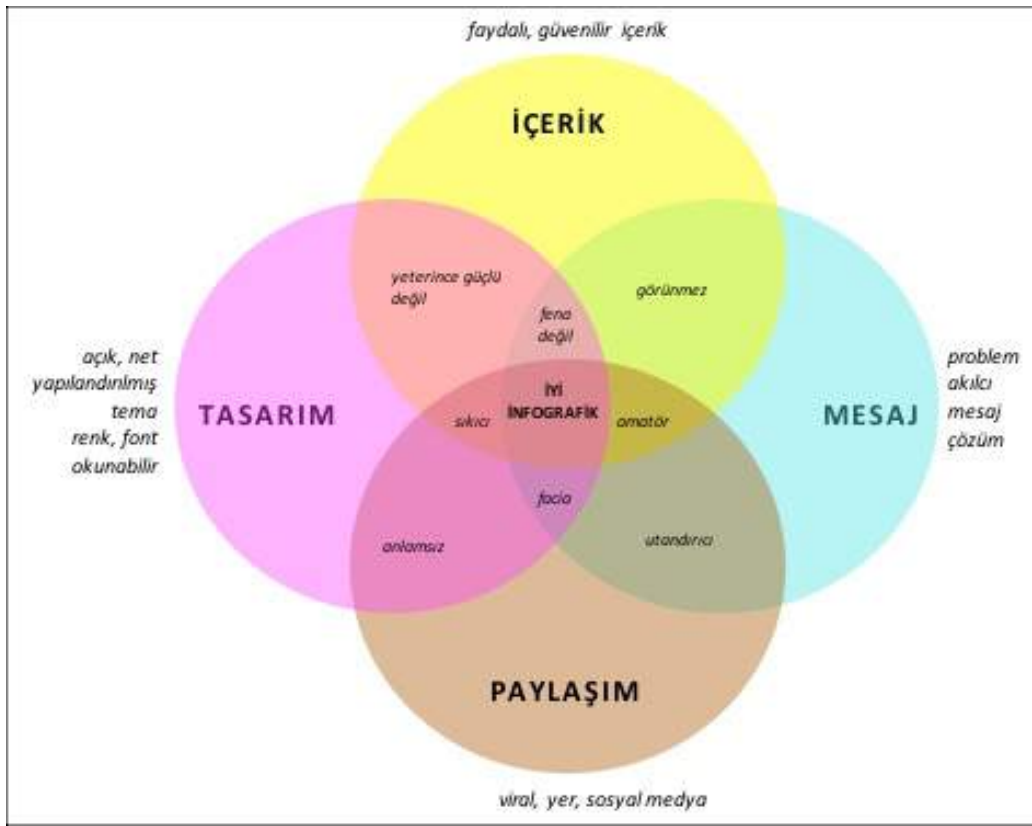 faydalı, güvenilir içerik
İÇERİK
yeterince güçlü
değil
görünmez
fena
değil
açık, net
yapılandırılmış
tema
renk, font
okunabilir
TASARIM
sıkıcı
İYİ
İNFOGRAFİK
amatör
MESAJ
problem
akılcı
mesaj
çözüm
facia
anlamsız
utandırıcı
PAYLAŞIM
viral, yer, sosyal medya